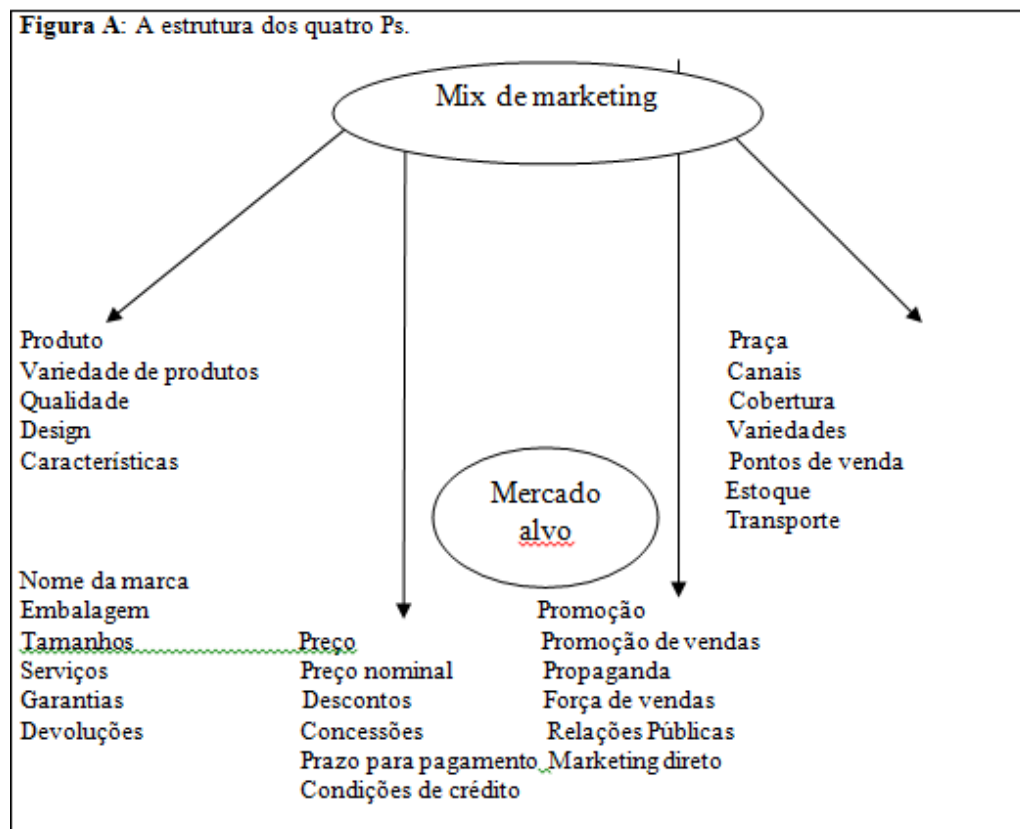 Figura A: A estrutura dos quatro Ps.
Mix de marketing
Produto
Variedade de produtos
Qualidade
Design
Características
Nome da marca
Embalagem
Tamanhos
Serviços
Garantias
Devoluções
Preço
Preço nominal
Descontos
Concessões
Prazo para pagamento
Condições de crédito
Mercado
alvo
Promoção
Promoção de vendas
Propaganda
Força de vendas
Relações Públicas
Marketing direto
Praça
Canais
Cobertura
Variedades
Pontos de venda
Estoque
Transporte